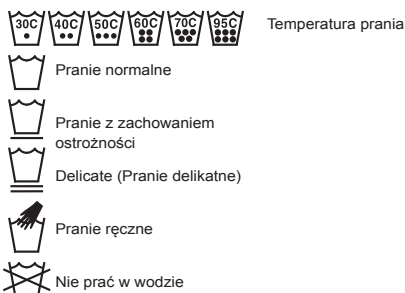 30C 40C 50C 60C 70C 95C Temperatura prania
Pranie normalne
Pranie z zachowaniem
ostrożności
Delicate (Pranie delikatne)
Pranie ręczne
Nie prać w wodzie